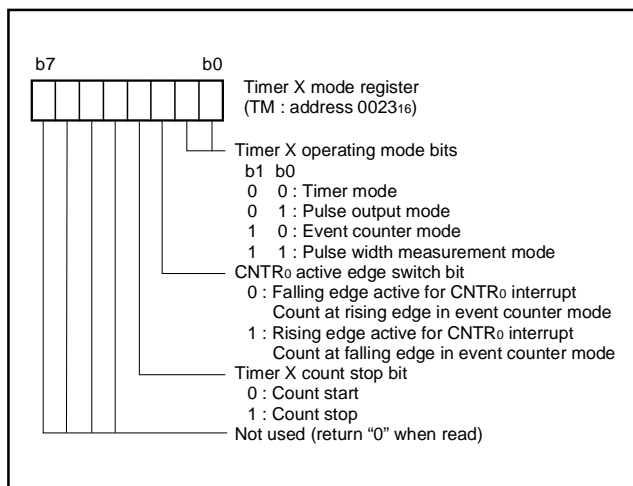 b7 b0
Timer X mode register
(TM : address 002316)
Timer X operating mode bits
b1 b0
0 0 : Timer mode
0 1 : Pulse output mode
1 0 : Event counter mode
1 1 : Pulse width measurement mode
CNTR0 active edge switch bit
0 : Falling edge active for CNTR0 interrupt
Count at rising edge in event counter mode
1 : Rising edge active for CNTR0 interrupt
Count at falling edge in event counter mode
Timer X count stop bit
0 : Count start
1 : Count stop
Not used (return “0” when read)